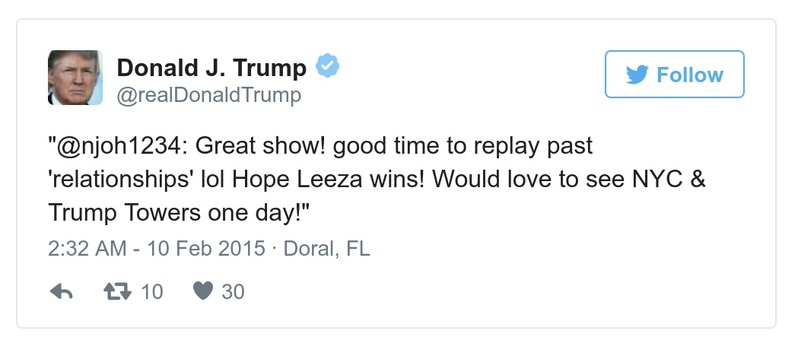 Donald J. Trump
@realDonaldTrump
Follow
"@njoh1234: Great show! good time to replay past
'relationships' lol Hope Leeza wins! Would love to see NYC &
Trump Towers one day!"
2:32 AM - 10 Feb 2015 · Doral, FL
10 30